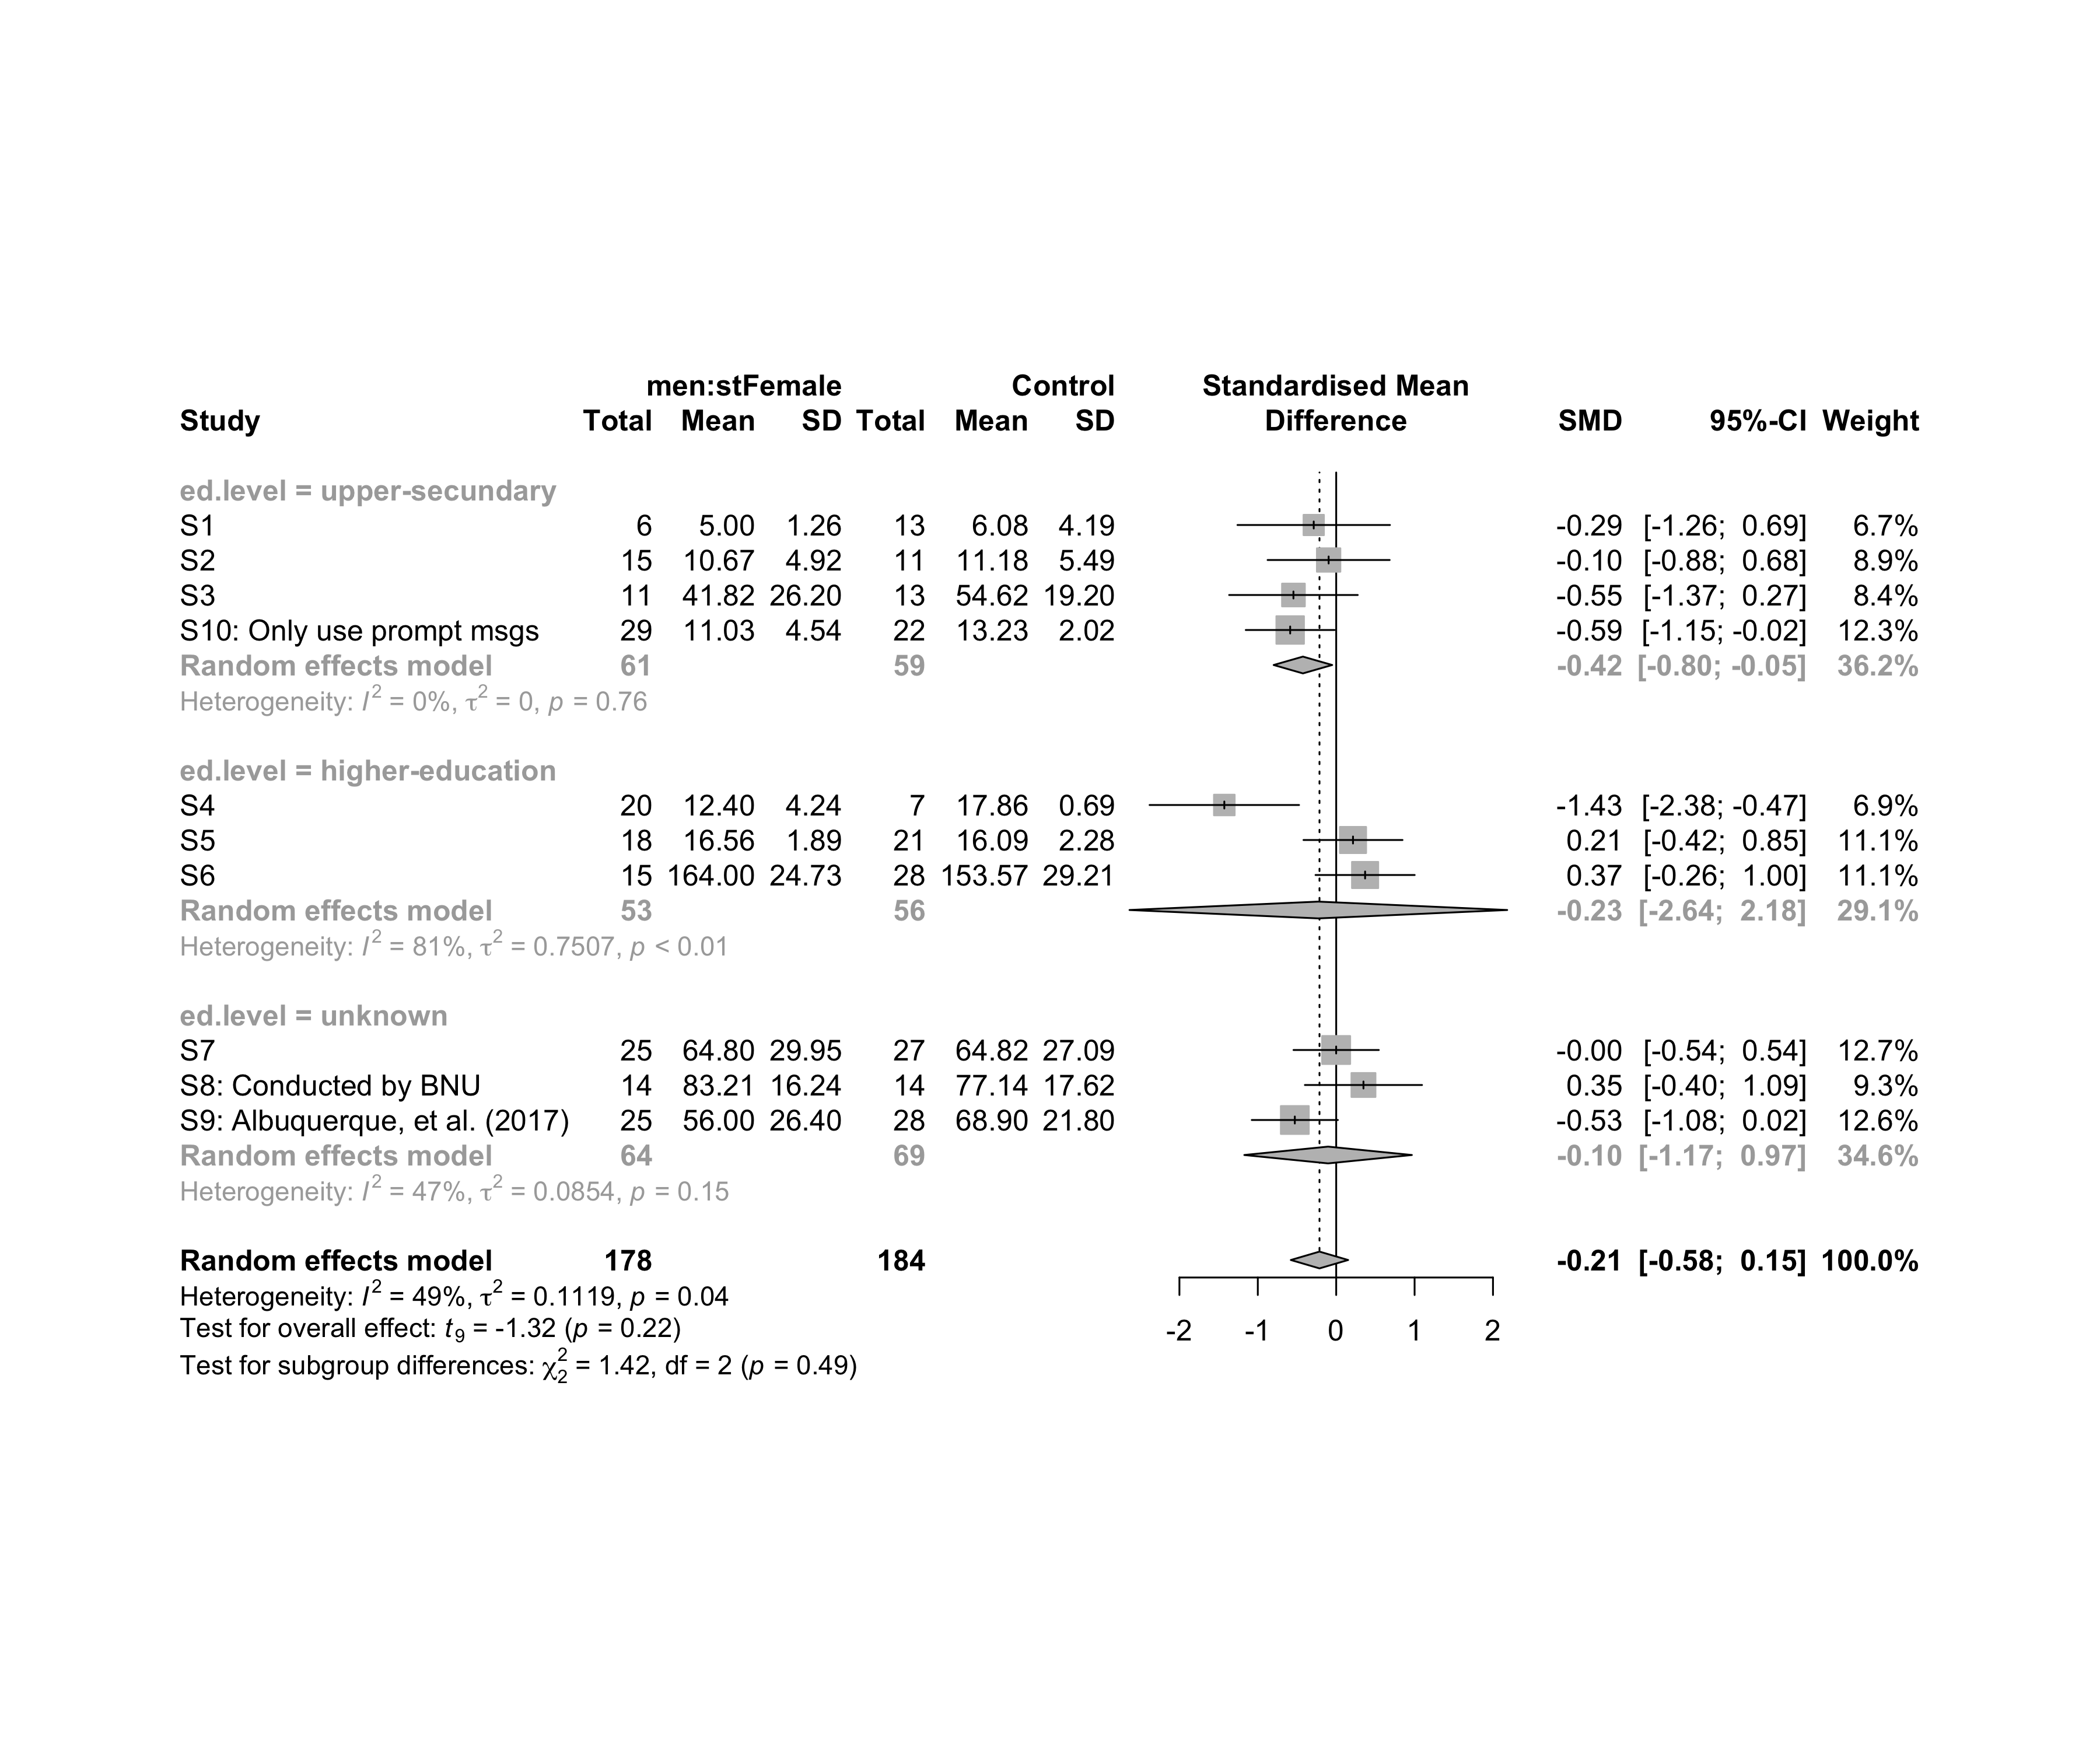 men:stFemale Control Standardised Mean
Study Total Mean SD Total Mean SD Difference SMD 95%-CI Weight
ed.level = upper-secundary
S1 6 5.00 1.26 13 6.08 4.19 -0.29 [-1.26; 0.69] 6.7%
S2 15 10.67 4.92 11 11.18 5.49 -0.10 [-0.88; 0.68] 8.9%
S3 11 41.82 26.20 13 54.62 19.20 -0.55 [-1.37; 0.27] 8.4%
S10: Only use prompt msgs 29 11.03 4.54 22 13.23 2.02 -0.59 [-1.15; -0.02] 12.3%
Random effects model 61 59 -0.42 [-0.80; -0.05] 36.2%
Heterogeneity: I² = 0%, τ² = 0, p = 0.76
ed.level = higher-education
S4 20 12.40 4.24 7 17.86 0.69 -1.43 [-2.38; -0.47] 6.9%
S5 18 16.56 1.89 21 16.09 2.28 0.21 [-0.42; 0.85] 11.1%
S6 15 164.00 24.73 28 153.57 29.21 0.37 [-0.26; 1.00] 11.1%
Random effects model 53 56 -0.23 [-2.64; 2.18] 29.1%
Heterogeneity: I² = 81%, τ² = 0.7507, p < 0.01
ed.level = unknown
S7 25 64.80 29.95 27 64.82 27.09 -0.00 [-0.54; 0.54] 12.7%
S8: Conducted by BNU 14 83.21 16.24 14 77.14 17.62 0.35 [-0.40; 1.09] 9.3%
S9: Albuquerque, et al. (2017) 25 56.00 26.40 28 68.90 21.80 -0.53 [-1.08; 0.02] 12.6%
Random effects model 64 69 -0.10 [-1.17; 0.97] 34.6%
Heterogeneity: I² = 47%, τ² = 0.0854, p = 0.15
Random effects model 178 184 -0.21 [-0.58; 0.15] 100.0%
Heterogeneity: I² = 49%, τ² = 0.1119, p = 0.04
Test for overall effect: t₉ = -1.32 (p = 0.22)
-2 -1 0 1 2
Test for subgroup differences: χ²₂ = 1.42, df = 2 (p = 0.49)